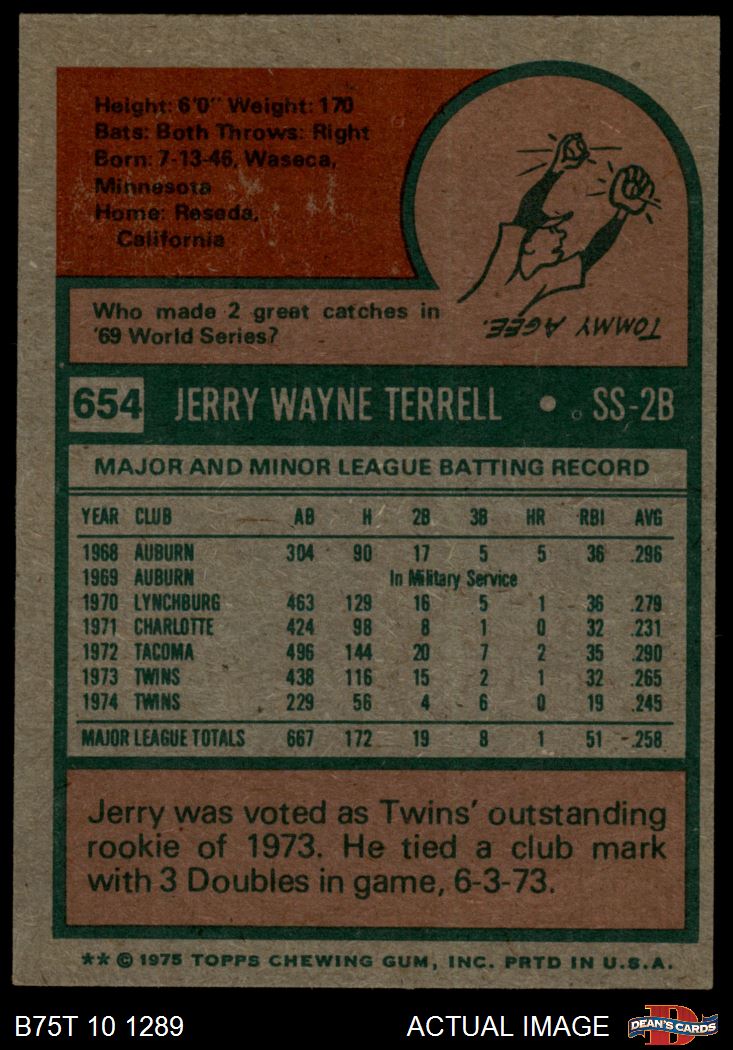 Height: 6'0" Weight: 170
Bats: Both Throws: Right
Born: 7-13-46, Waseca,
Minnesota
Home: Reseda,
California
Who made 2 great catches in
'69 World Series?
TOMMY AGEE.
654 JERRY WAYNE TERRELL • SS-2B
MAJOR AND MINOR LEAGUE BATTING RECORD
YEAR CLUB AB H 2B 3B HR RBI AVG
1968 AUBURN 304 90 17 5 5 36 .296
1969 AUBURN In Military Service
1970 LYNCHBURG 463 129 16 5 1 36 .279
1971 CHARLOTTE 424 98 8 1 0 32 .231
1972 TACOMA 496 144 20 7 2 35 .290
1973 TWINS 438 116 15 2 1 32 .265
1974 TWINS 229 56 4 6 0 19 .245
MAJOR LEAGUE TOTALS 667 172 19 8 1 51 .258
Jerry was voted as Twins' outstanding
rookie of 1973. He tied a club mark
with 3 Doubles in game, 6-3-73.
** © 1975 TOPPS CHEWING GUM, INC. PRTD IN U.S.A.
B75T 10 1289 ACTUAL IMAGE DEAN'S CARDS